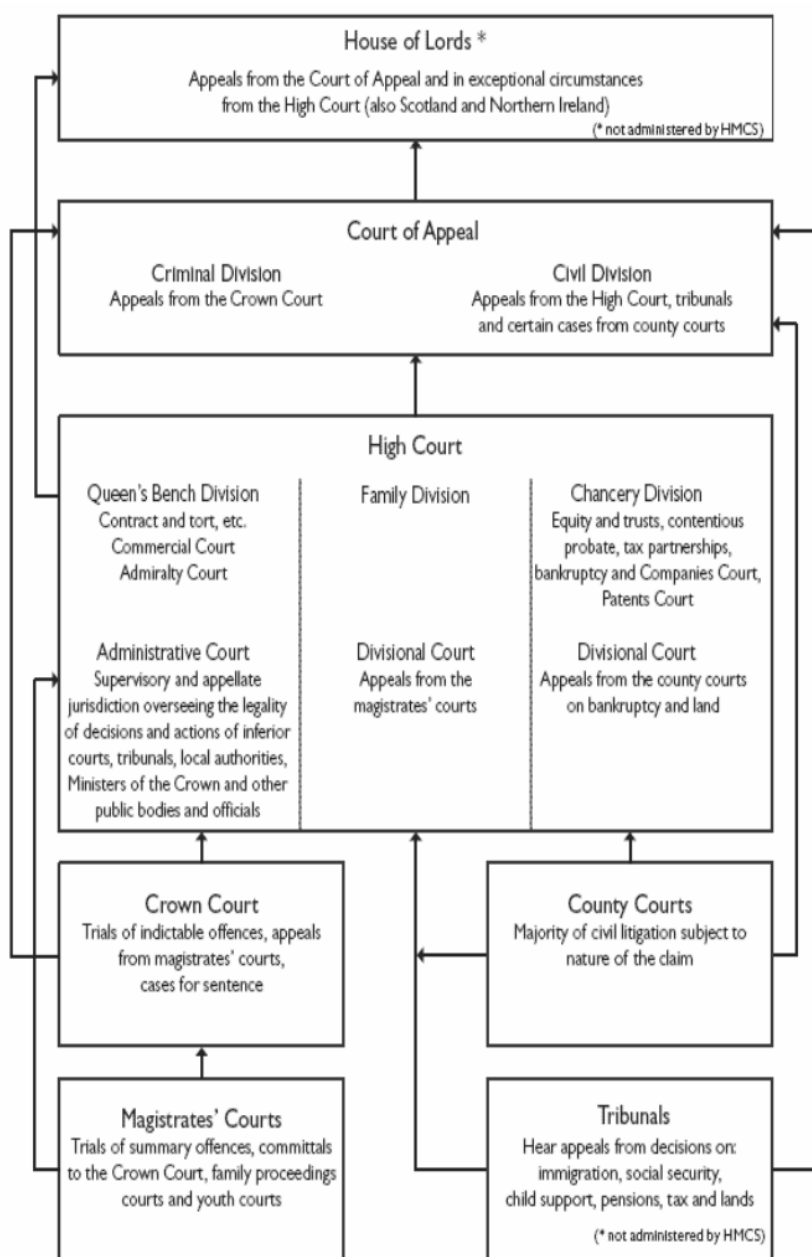 House of Lords *
Appeals from the Court of Appeal and in exceptional circumstances
from the High Court (also Scotland and Northern Ireland)
(* not administered by HMCS)
Court of Appeal
Criminal Division
Appeals from the Crown Court
Civil Division
Appeals from the High Court, tribunals
and certain cases from county courts
High Court
Queen's Bench Division
Contract and tort, etc.
Commercial Court
Admiralty Court
Family Division
Chancery Division
Equity and trusts, contentious
probate, tax partnerships,
bankruptcy and Companies Court,
Patents Court
Administrative Court
Supervisory and appellate
jurisdiction overseeing the legality
of decisions and actions of inferior
courts, tribunals, local authorities,
Ministers of the Crown and other
public bodies and officials
Divisional Court
Appeals from the
magistrates' courts
Divisional Court
Appeals from the county courts
on bankruptcy and land
Crown Court
Trials of indictable offences, appeals
from magistrates' courts,
cases for sentence
County Courts
Majority of civil litigation subject to
nature of the claim
Magistrates' Courts
Trials of summary offences, committals
to the Crown Court, family proceedings
courts and youth courts
Tribunals
Hear appeals from decisions on:
immigration, social security,
child support, pensions, tax and lands
(* not administered by HMCS)